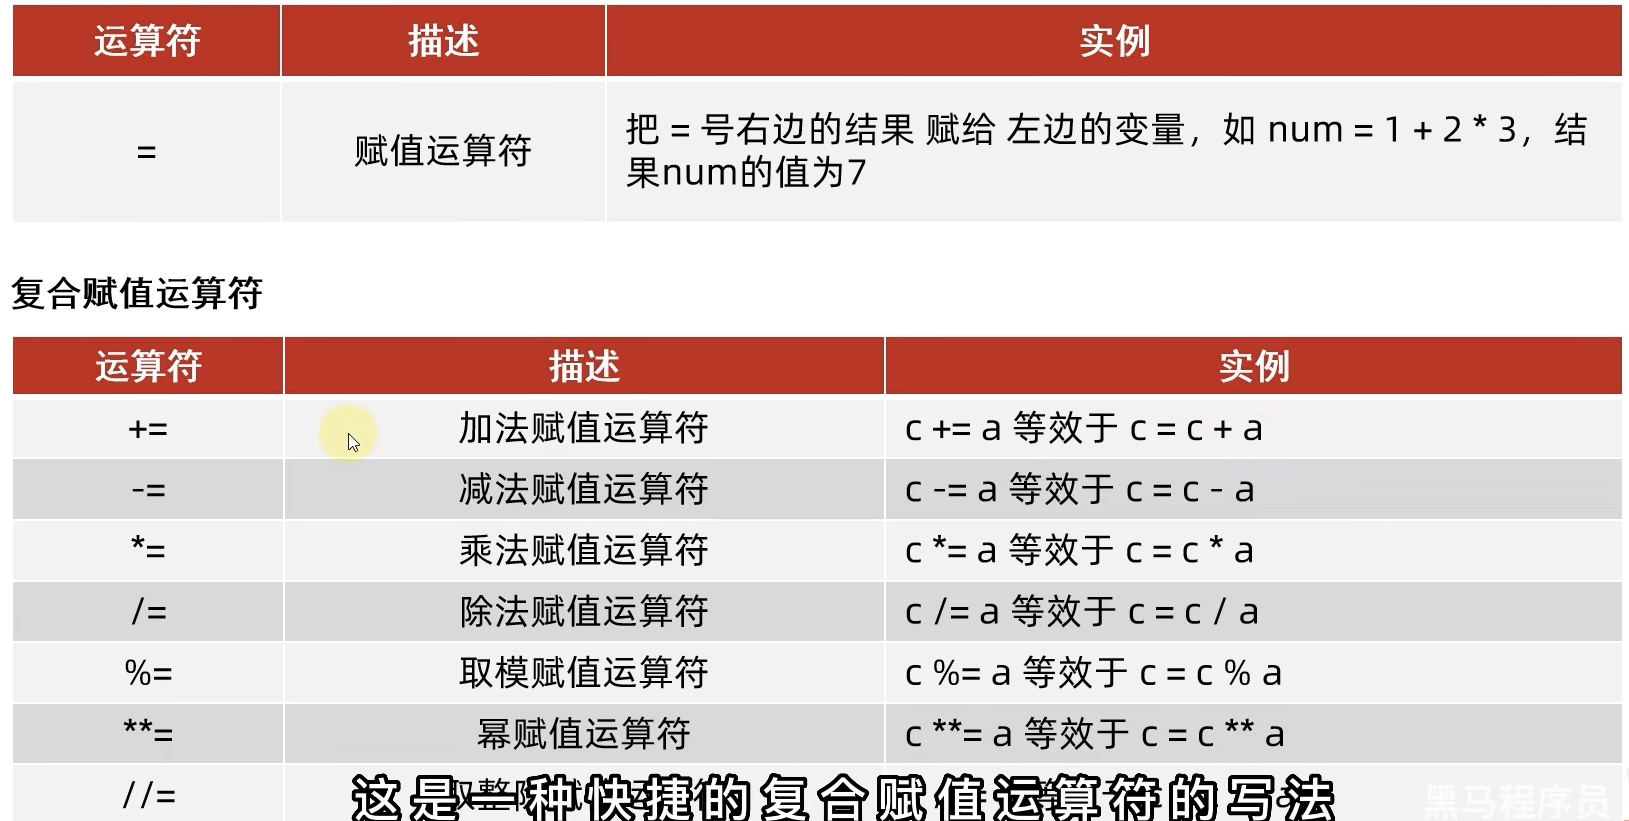 运算符 描述 实例
= 赋值运算符 把 = 号右边的结果 赋给 左边的变量，如 num = 1 + 2 * 3，结
果num的值为7
复合赋值运算符
运算符 描述 实例
+= 加法赋值运算符 c += a 等效于 c = c + a
-= 减法赋值运算符 c -= a 等效于 c = c - a
*= 乘法赋值运算符 c *= a 等效于 c = c * a
/= 除法赋值运算符 c /= a 等效于 c = c / a
%= 取模赋值运算符 c %= a 等效于 c = c % a
**= 幂赋值运算符 c **= a 等效于 c = c ** a
//=
这是一种快捷的复合赋值运算符的写法
黑马程序员